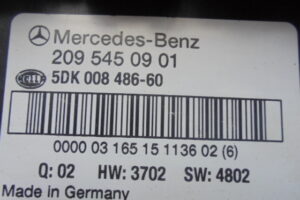 Mercedes-Benz
209 545 09 01
HELLA 5DK 008 486-60
0000 03 165 15 1136 02 (6)
Q: 02 HW: 3702 SW: 4802
Made in Germany